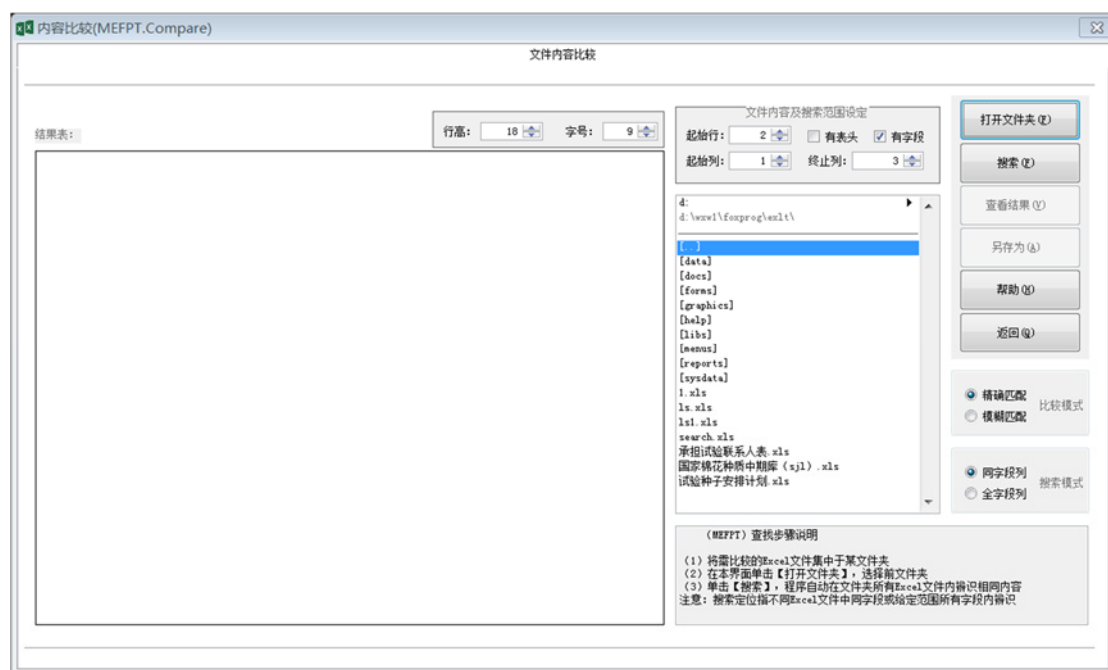 内容比较(MEFPT.Compare)
文件内容比较
结果表：
行高： 18 字号： 9
文件内容及搜索范围设定
起始行： 2 有表头 有字段
起始列： 1 终止列： 3
d:
d:\wxw1\foxprog\exlt\
[..]
[data]
[docs]
[forms]
[graphics]
[help]
[libs]
[menus]
[reports]
[sysdata]
1.xls
ls.xls
ls1.xls
search.xls
承担试验联系人表.xls
国家棉花种质中期库（sjl）.xls
试验种子安排计划.xls
打开文件夹(F)
搜索(F)
查看结果(V)
另存为(A)
帮助(H)
返回(Q)
精确匹配
模糊匹配
比较模式
同字段列
全字段列
搜索模式
（MEFPT）查找步骤说明
（1）将需比较的Excel文件集中于某文件夹
（2）在本界面单击【打开文件夹】，选择前文件夹
（3）单击【搜索】，程序自动在文件夹所有Excel文件内辨识相同内容
注意：搜索定位指不同Excel文件中同字段或给定范围所有字段内辨识